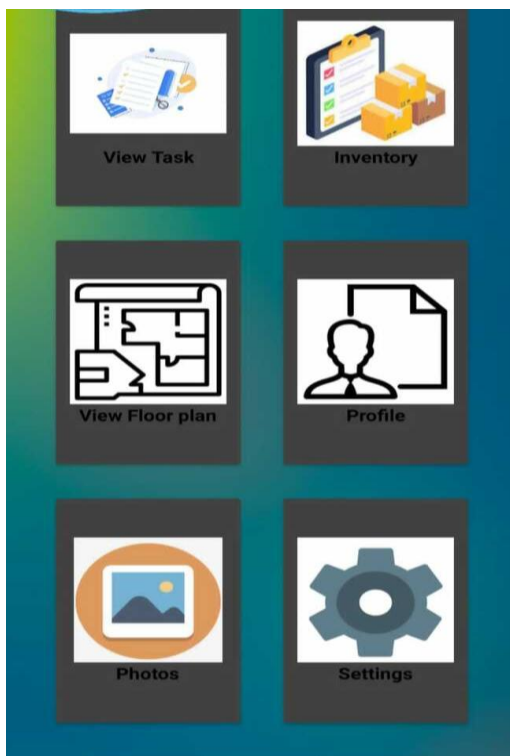 View Task
Inventory
View Floor plan
Profile
Photos
Settings